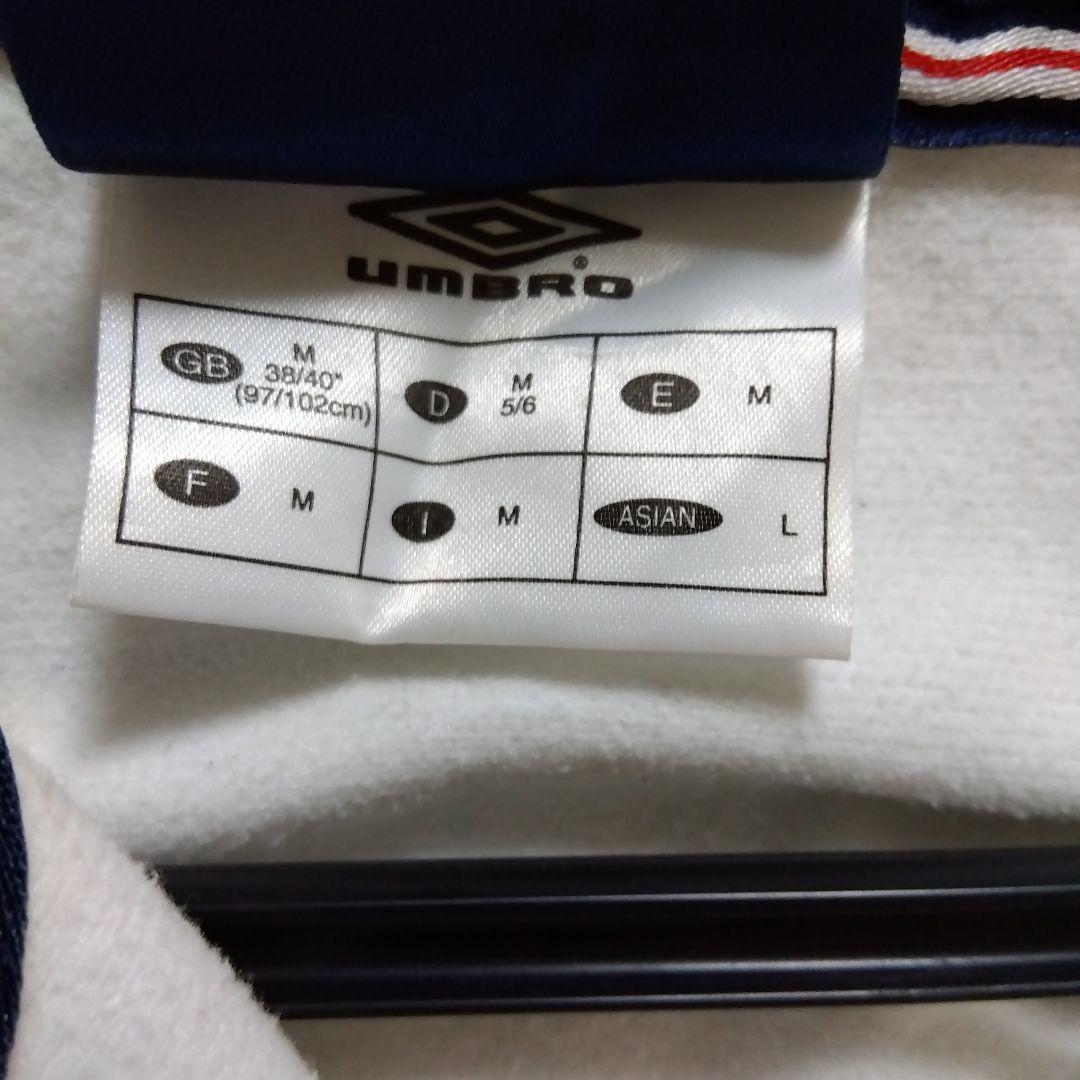 UMBRO®
GB M
38/40"
(97/102cm)
D M
5/6
E M
F M
I M
ASIAN L